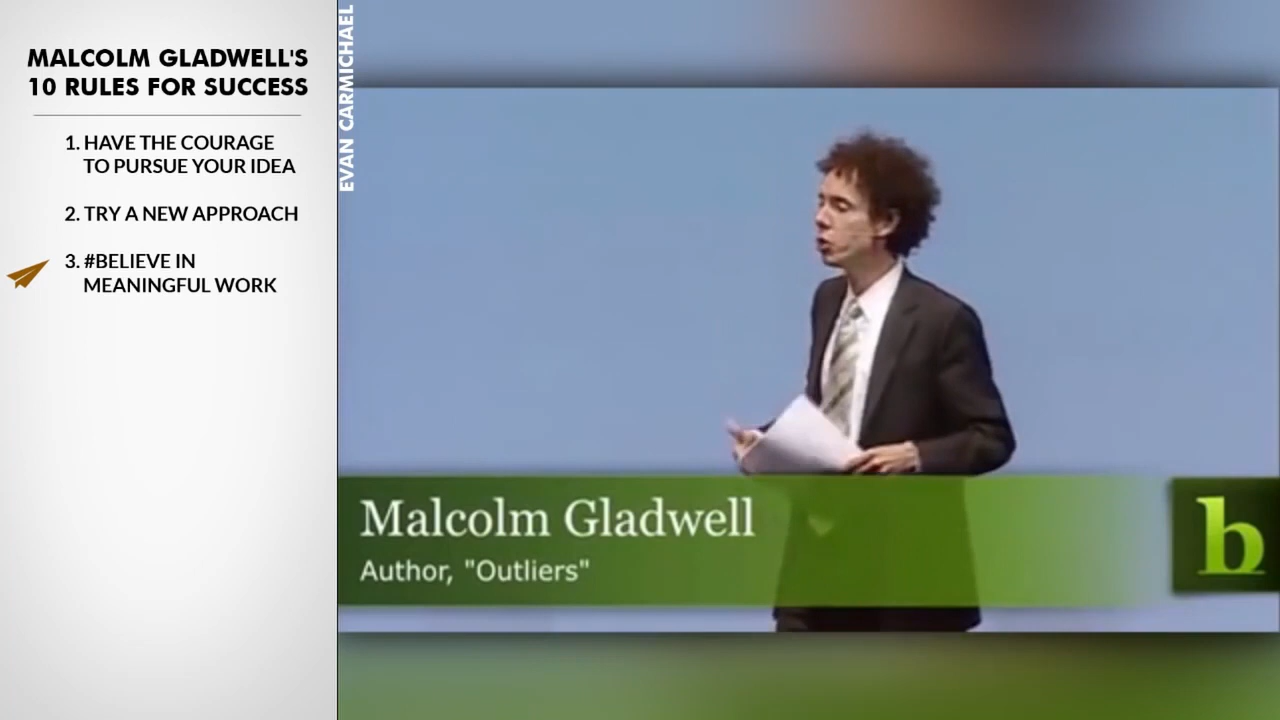 MALCOLM GLADWELL'S
10 RULES FOR SUCCESS
1. HAVE THE COURAGE
TO PURSUE YOUR IDEA
2. TRY A NEW APPROACH
3. #BELIEVE IN
MEANINGFUL WORK
EVAN CARMICHAEL
Malcolm Gladwell
Author, "Outliers"
b